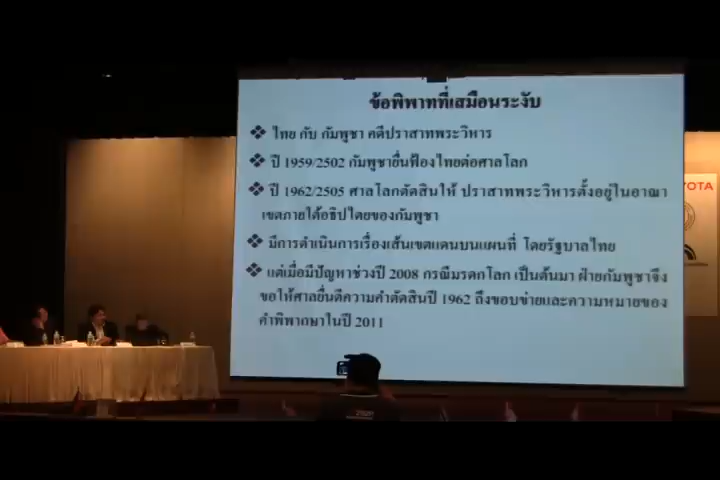 ข้อพิพาทที่เสมือนระงับ
❖ ไทย กับ กัมพูชา คดีปราสาทพระวิหาร
❖ ปี 1959/2502 กัมพูชายื่นฟ้องไทยต่อศาลโลก
❖ ปี 1962/2505 ศาลโลกตัดสินให้ ปราสาทพระวิหารตั้งอยู่ในอาณา
เขตภายใต้อธิปไตยของกัมพูชา
❖ มีการดำเนินการเรื่องเส้นเขตแดนบนแผนที่ โดยรัฐบาลไทย
❖ แต่เมื่อมีปัญหาช่วงปี 2008 กรณีมรดกโลก เป็นต้นมา ฝ่ายกัมพูชาจึง
ขอให้ศาลยื่นตีความคำตัดสินปี 1962 ถึงขอบข่ายและความหมายของ
คำพิพากษาในปี 2011
YOTA